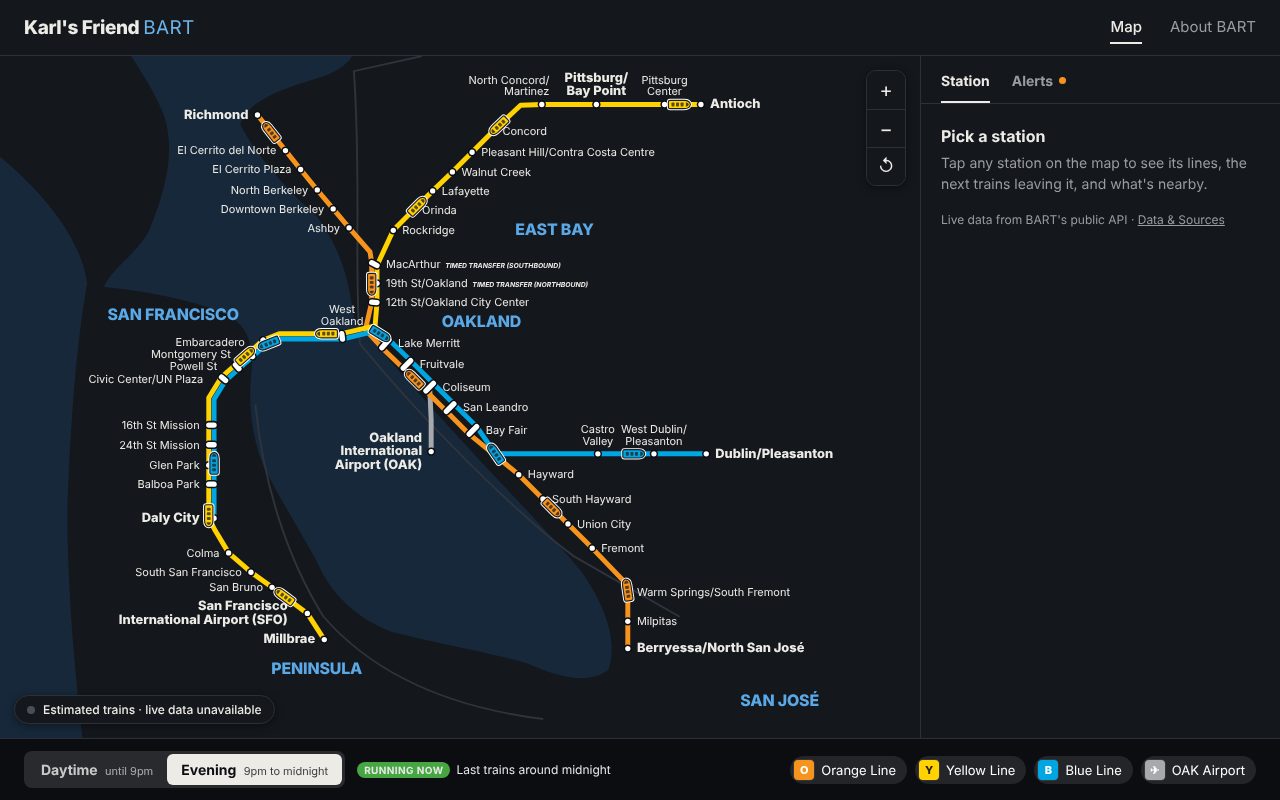 Karl's Friend BART
Map
About BART
North Concord/
Martinez
Pittsburg/
Bay Point
Pittsburg
Center
Antioch
Richmond
Concord
El Cerrito del Norte
Pleasant Hill/Contra Costa Centre
El Cerrito Plaza
Walnut Creek
North Berkeley
Lafayette
Downtown Berkeley
Orinda
Ashby
Rockridge
EAST BAY
MacArthur TIMED TRANSFER (SOUTHBOUND)
19th St/Oakland TIMED TRANSFER (NORTHBOUND)
12th St/Oakland City Center
SAN FRANCISCO
West
Oakland
OAKLAND
Embarcadero
Lake Merritt
Montgomery St
Powell St
Fruitvale
Civic Center/UN Plaza
Coliseum
San Leandro
16th St Mission
Bay Fair
24th St Mission
Oakland
International
Airport (OAK)
Castro
Valley
West Dublin/
Pleasanton
Dublin/Pleasanton
Glen Park
Hayward
Balboa Park
South Hayward
Daly City
Union City
Colma
Fremont
South San Francisco
San Bruno
Warm Springs/South Fremont
San Francisco
International Airport (SFO)
Milpitas
Millbrae
Berryessa/North San José
PENINSULA
SAN JOSÉ
+
−
Station
Alerts
Pick a station
Tap any station on the map to see its lines, the
next trains leaving it, and what's nearby.
Live data from BART's public API · Data & Sources
Estimated trains · live data unavailable
Daytime until 9pm
Evening 9pm to midnight
RUNNING NOW Last trains around midnight
O Orange Line
Y Yellow Line
B Blue Line
✈ OAK Airport